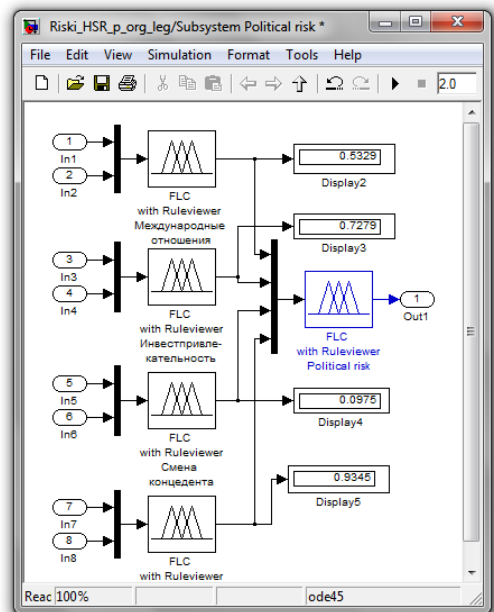 Riski_HSR_p_org_leg/Subsystem Political risk *
File Edit View Simulation Format Tools Help
2.0
1
In1
2
In2
FLC
with Ruleviewer
Международные
отношения
0.5329
Display2
3
In3
4
In4
FLC
with Ruleviewer
Инвестпривле-
кательность
0.7279
Display3
FLC
with Ruleviewer
Political risk
1
Out1
5
In5
6
In6
FLC
with Ruleviewer
Смена
концедента
0.0975
Display4
7
In7
8
In8
FLC
with Ruleviewer
0.9345
Display5
Reac 100% ode45